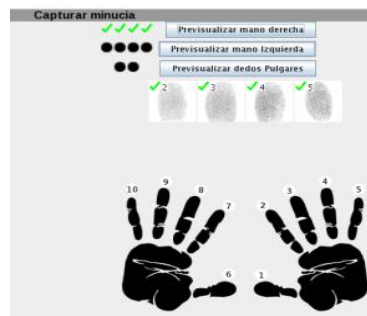 Capturar minucia
Previsualizar mano derecha
Previsualizar mano Izquierda
Previsualizar dedos Pulgares
2 3 4 5
10 9 8 7 2 3 4 5
6 1